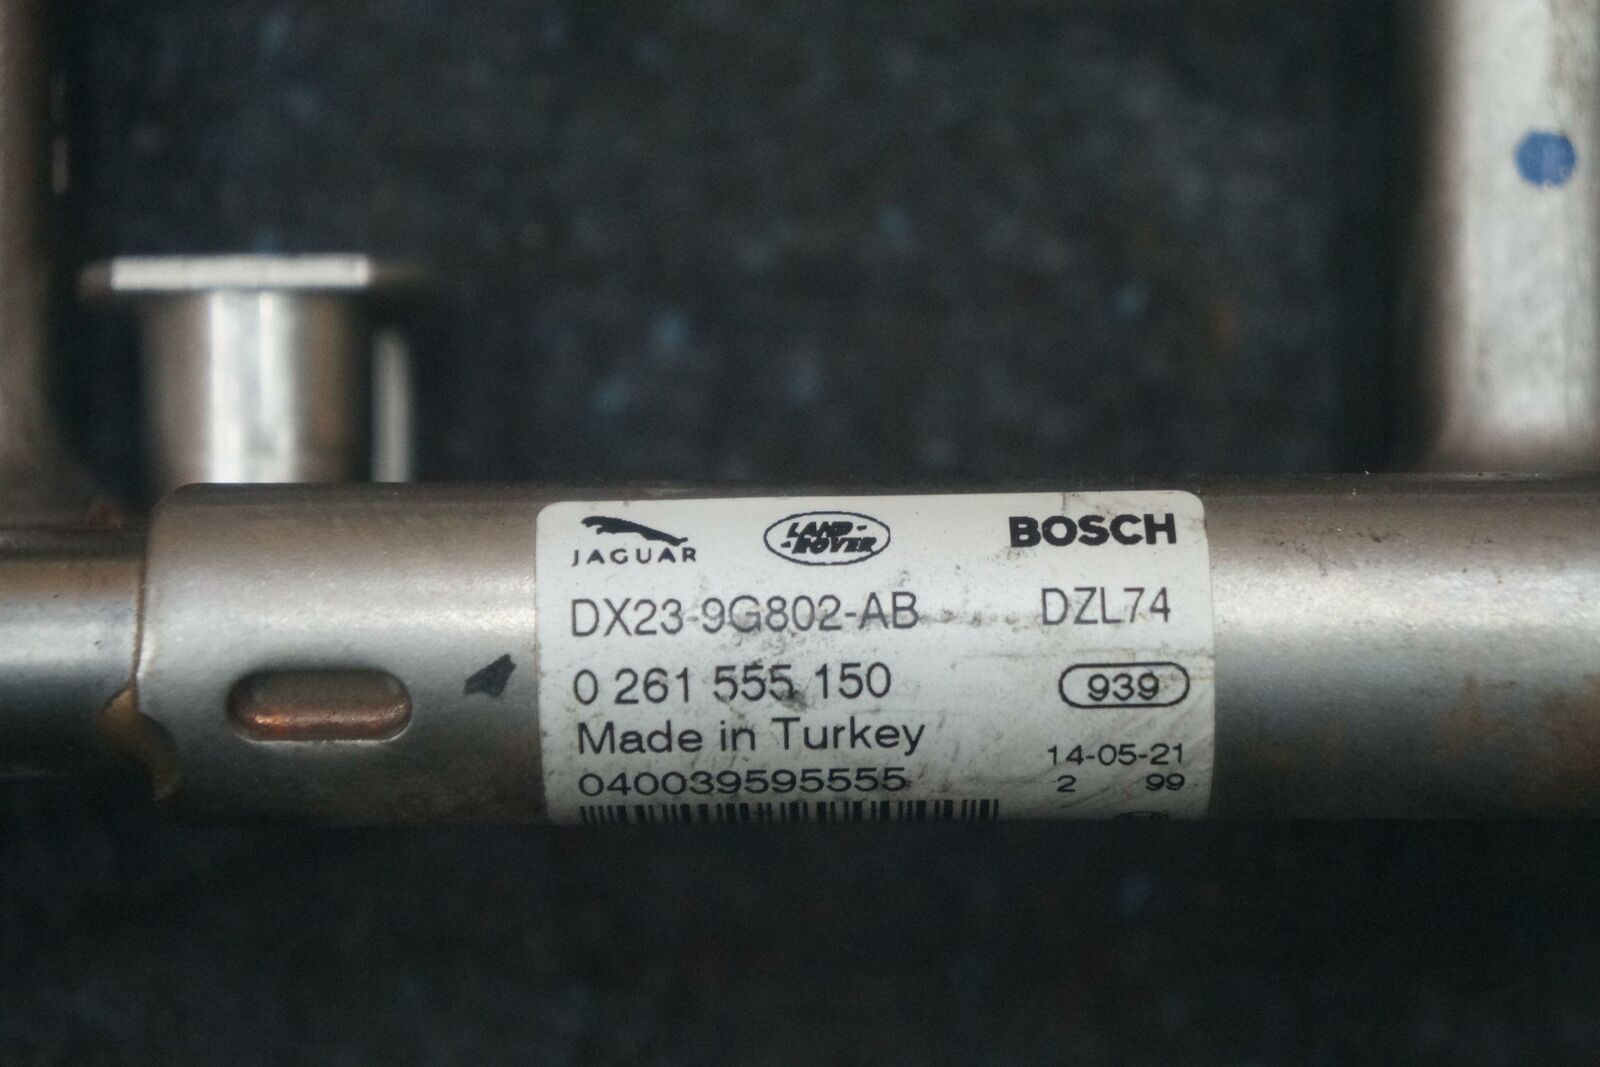 JAGUAR LAND-ROVER BOSCH
DX23-9G802-AB DZL74
0 261 555 150 939
Made in Turkey
14-05-21
040039595555 2 99